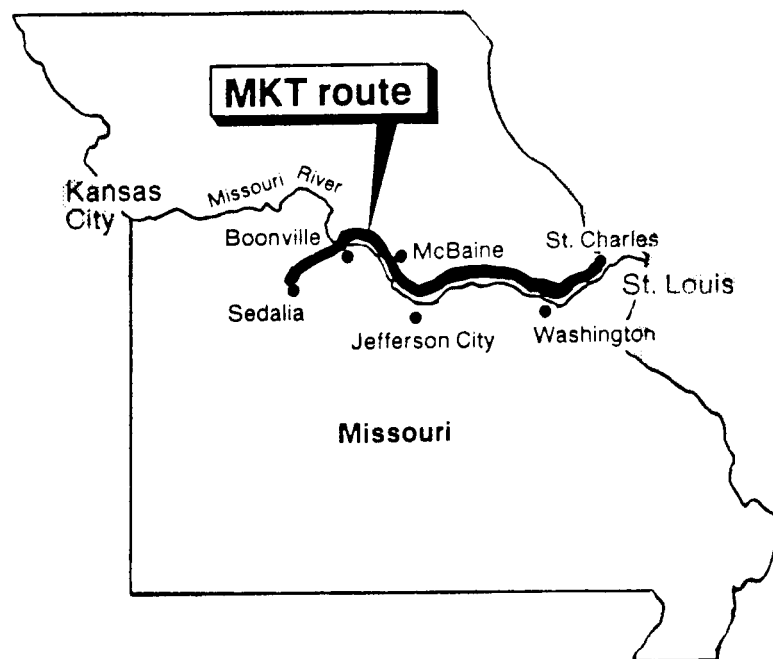 MKT route
Kansas
City
Missouri River
Boonville
McBaine
St. Charles
St. Louis
Sedalia
Jefferson City
Washington
Missouri